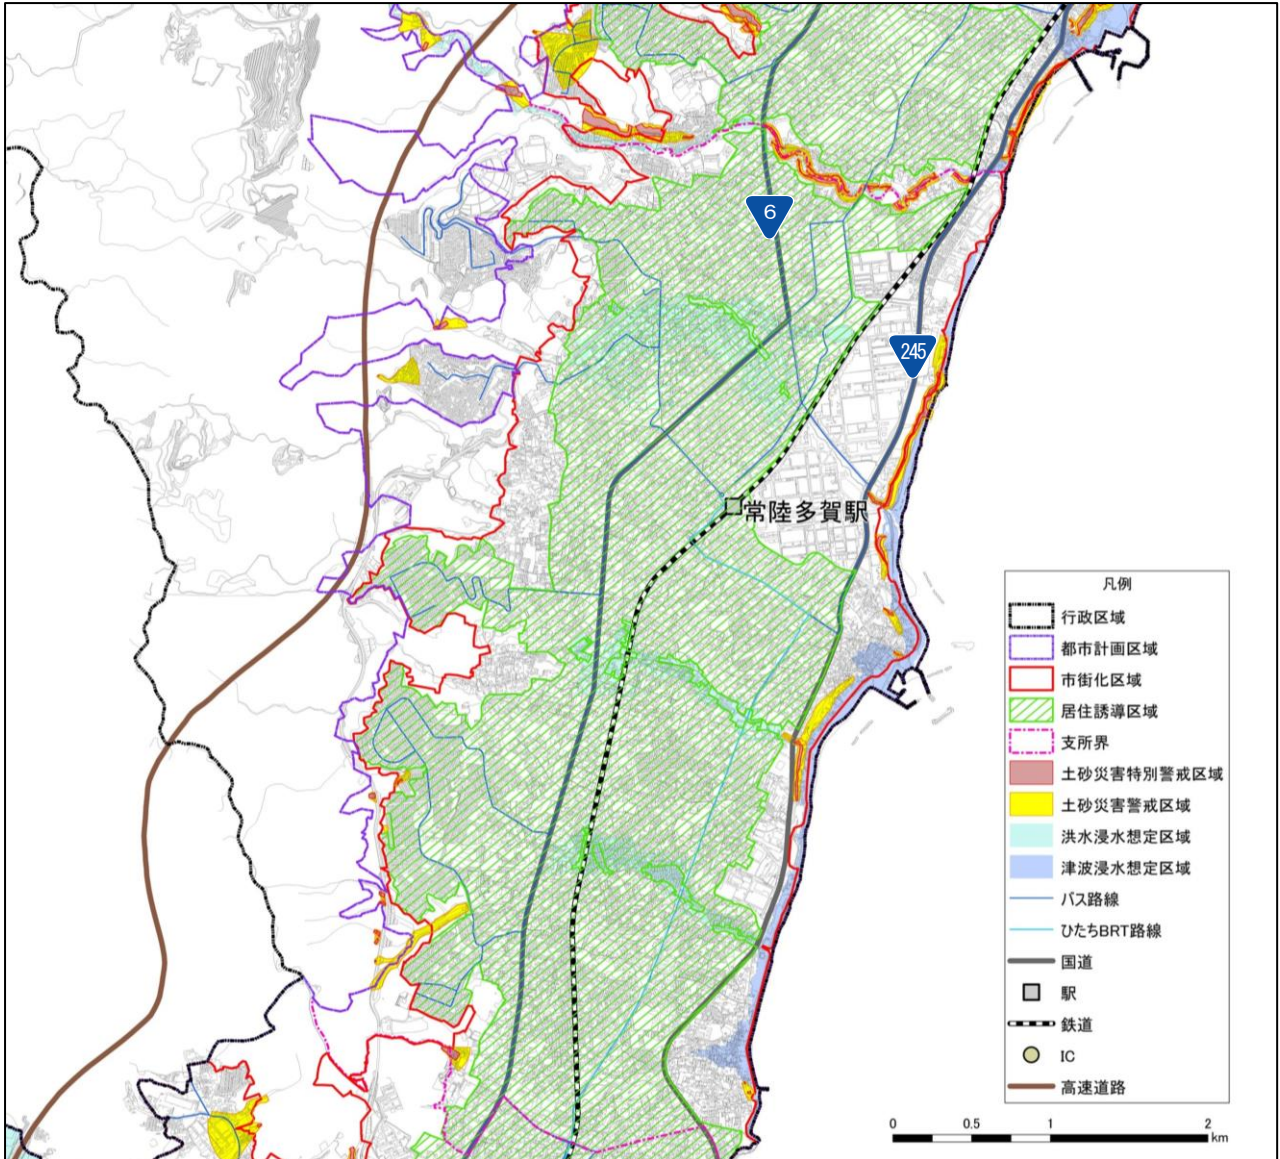 6
245
常陸多賀駅
凡例
行政区域
都市計画区域
市街化区域
居住誘導区域
支所界
土砂災害特別警戒区域
土砂災害警戒区域
洪水浸水想定区域
津波浸水想定区域
バス路線
ひたちBRT路線
国道
駅
鉄道
IC
高速道路
0 0.5 1 2
km